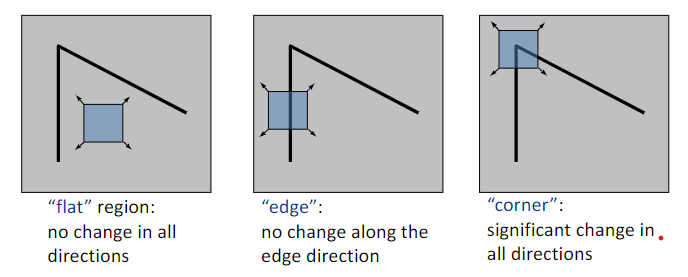 “flat” region:
no change in all
directions
“edge”:
no change along the
edge direction
“corner”:
significant change in
all directions